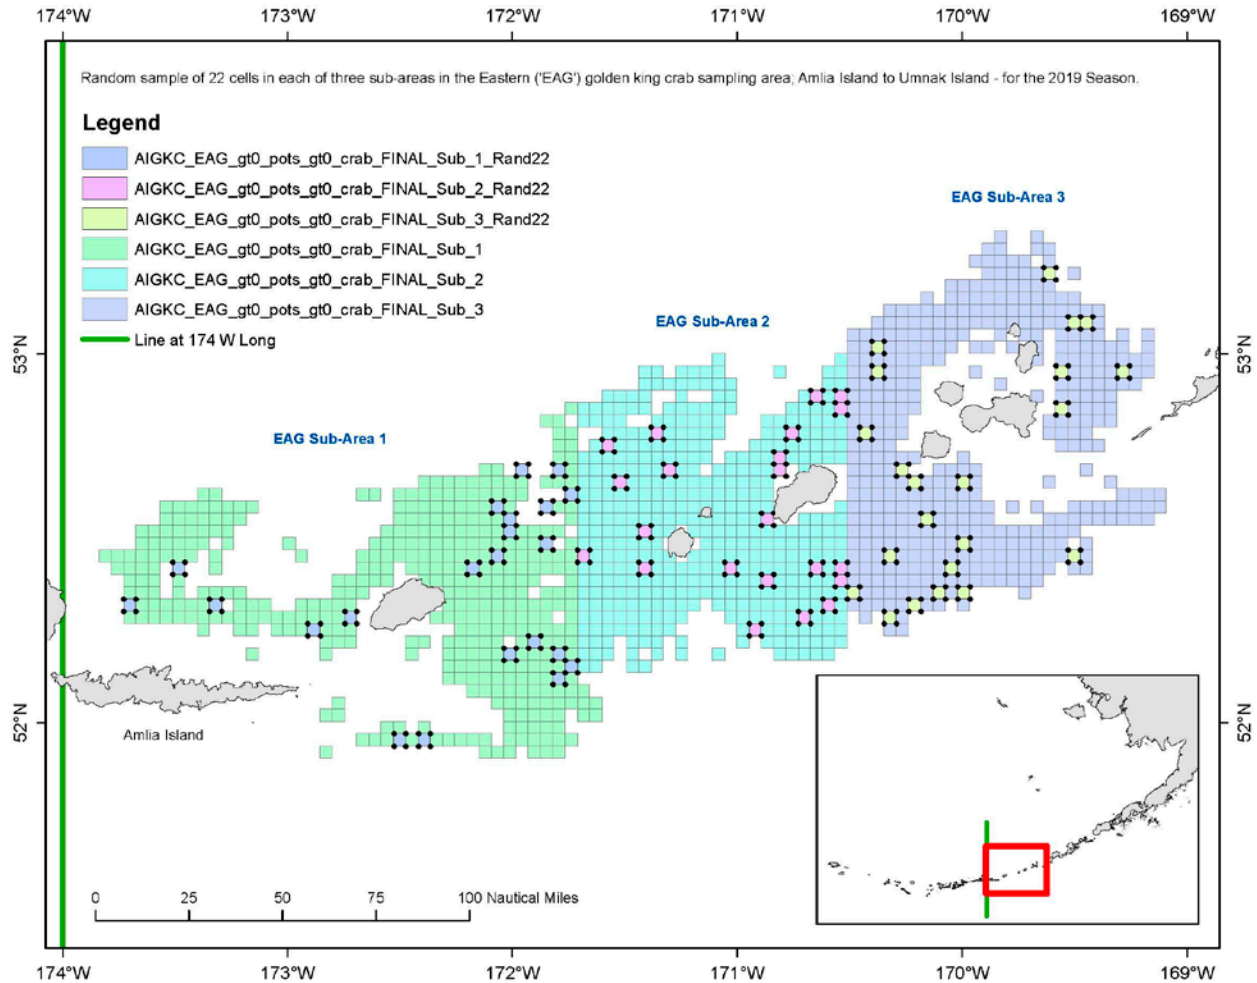 174°W 173°W 172°W 171°W 170°W 169°W
Random sample of 22 cells in each of three sub-areas in the Eastern ('EAG') golden king crab sampling area; Amlia Island to Umnak Island - for the 2019 Season.
Legend
AIGKC_EAG_gt0_pots_gt0_crab_FINAL_Sub_1_Rand22
AIGKC_EAG_gt0_pots_gt0_crab_FINAL_Sub_2_Rand22
AIGKC_EAG_gt0_pots_gt0_crab_FINAL_Sub_3_Rand22
AIGKC_EAG_gt0_pots_gt0_crab_FINAL_Sub_1
AIGKC_EAG_gt0_pots_gt0_crab_FINAL_Sub_2
AIGKC_EAG_gt0_pots_gt0_crab_FINAL_Sub_3
Line at 174 W Long
EAG Sub-Area 3
EAG Sub-Area 2
EAG Sub-Area 1
53°N 53°N
52°N 52°N
Amlia Island
0 25 50 75 100 Nautical Miles
174°W 173°W 172°W 171°W 170°W 169°W